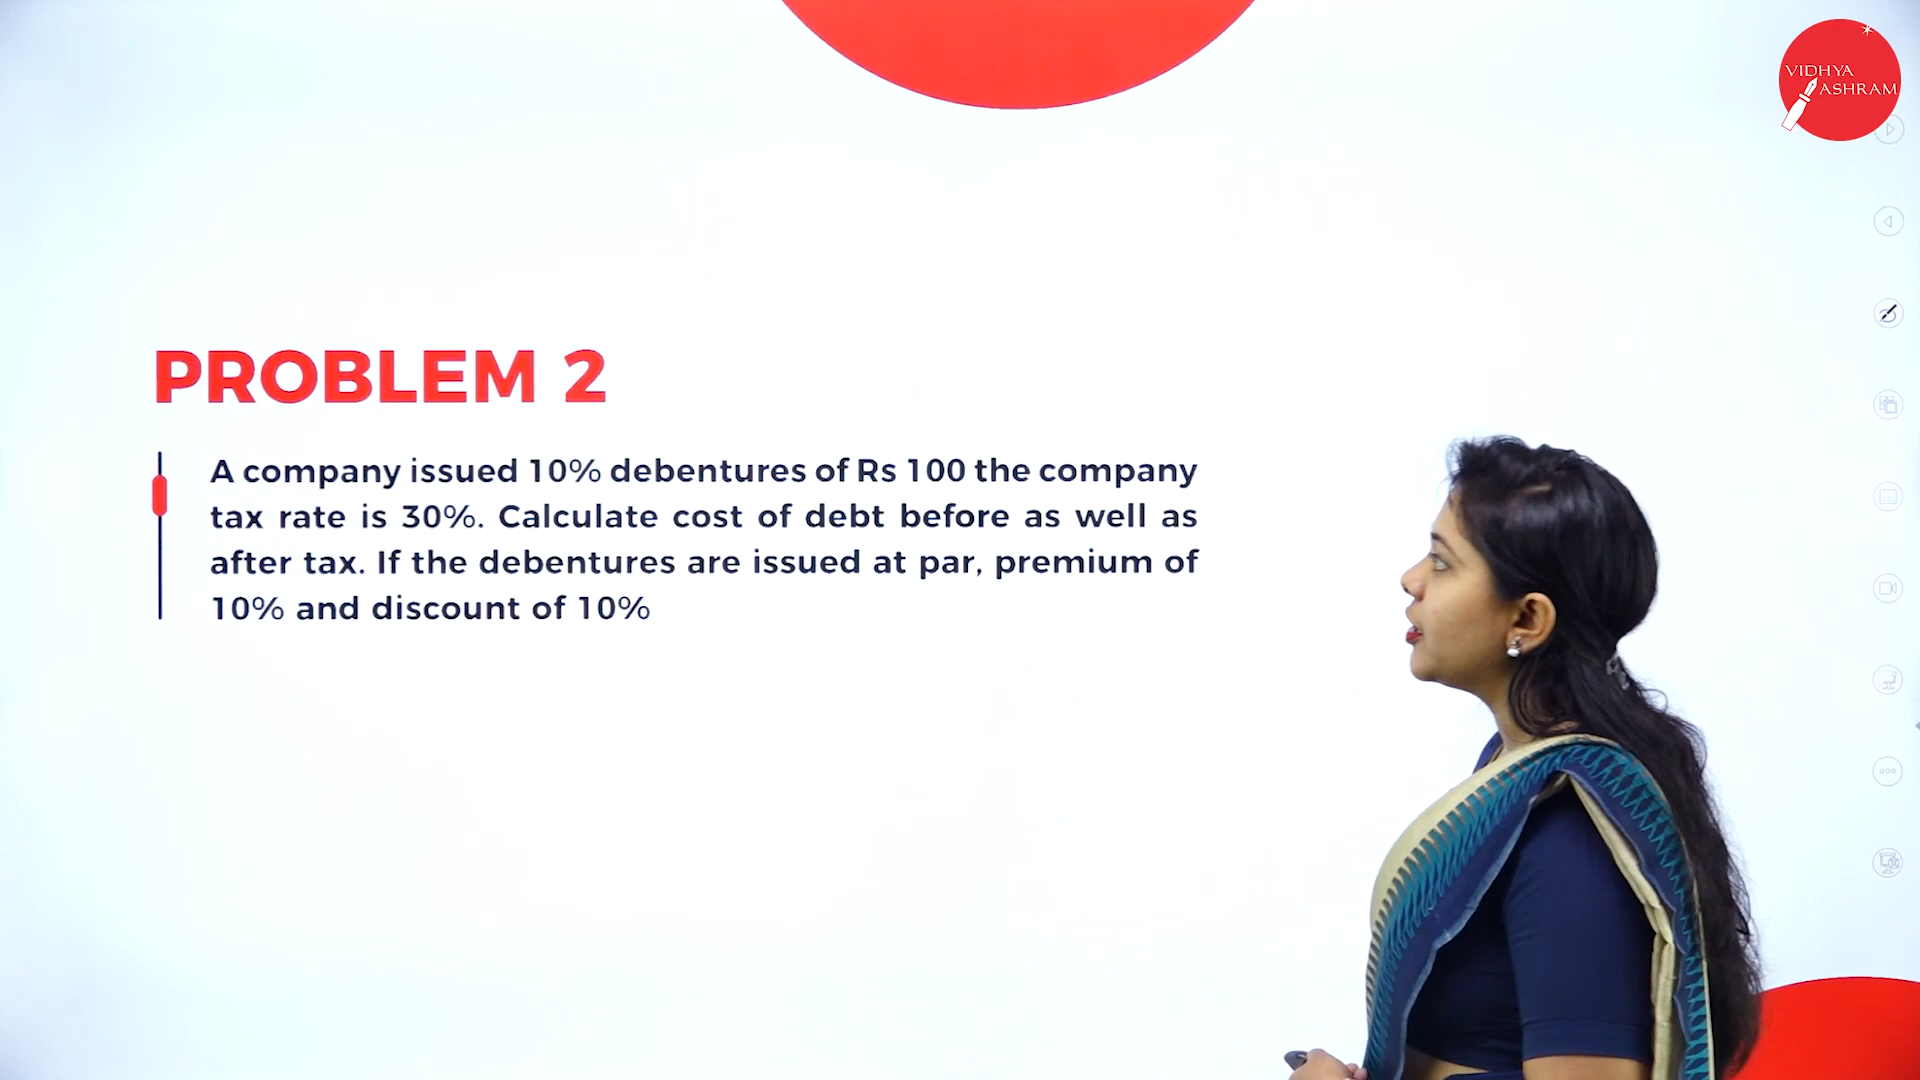 VIDHYA
ASHRAM
PROBLEM 2
A company issued 10% debentures of Rs 100 the company
tax rate is 30%. Calculate cost of debt before as well as
after tax. If the debentures are issued at par, premium of
10% and discount of 10%